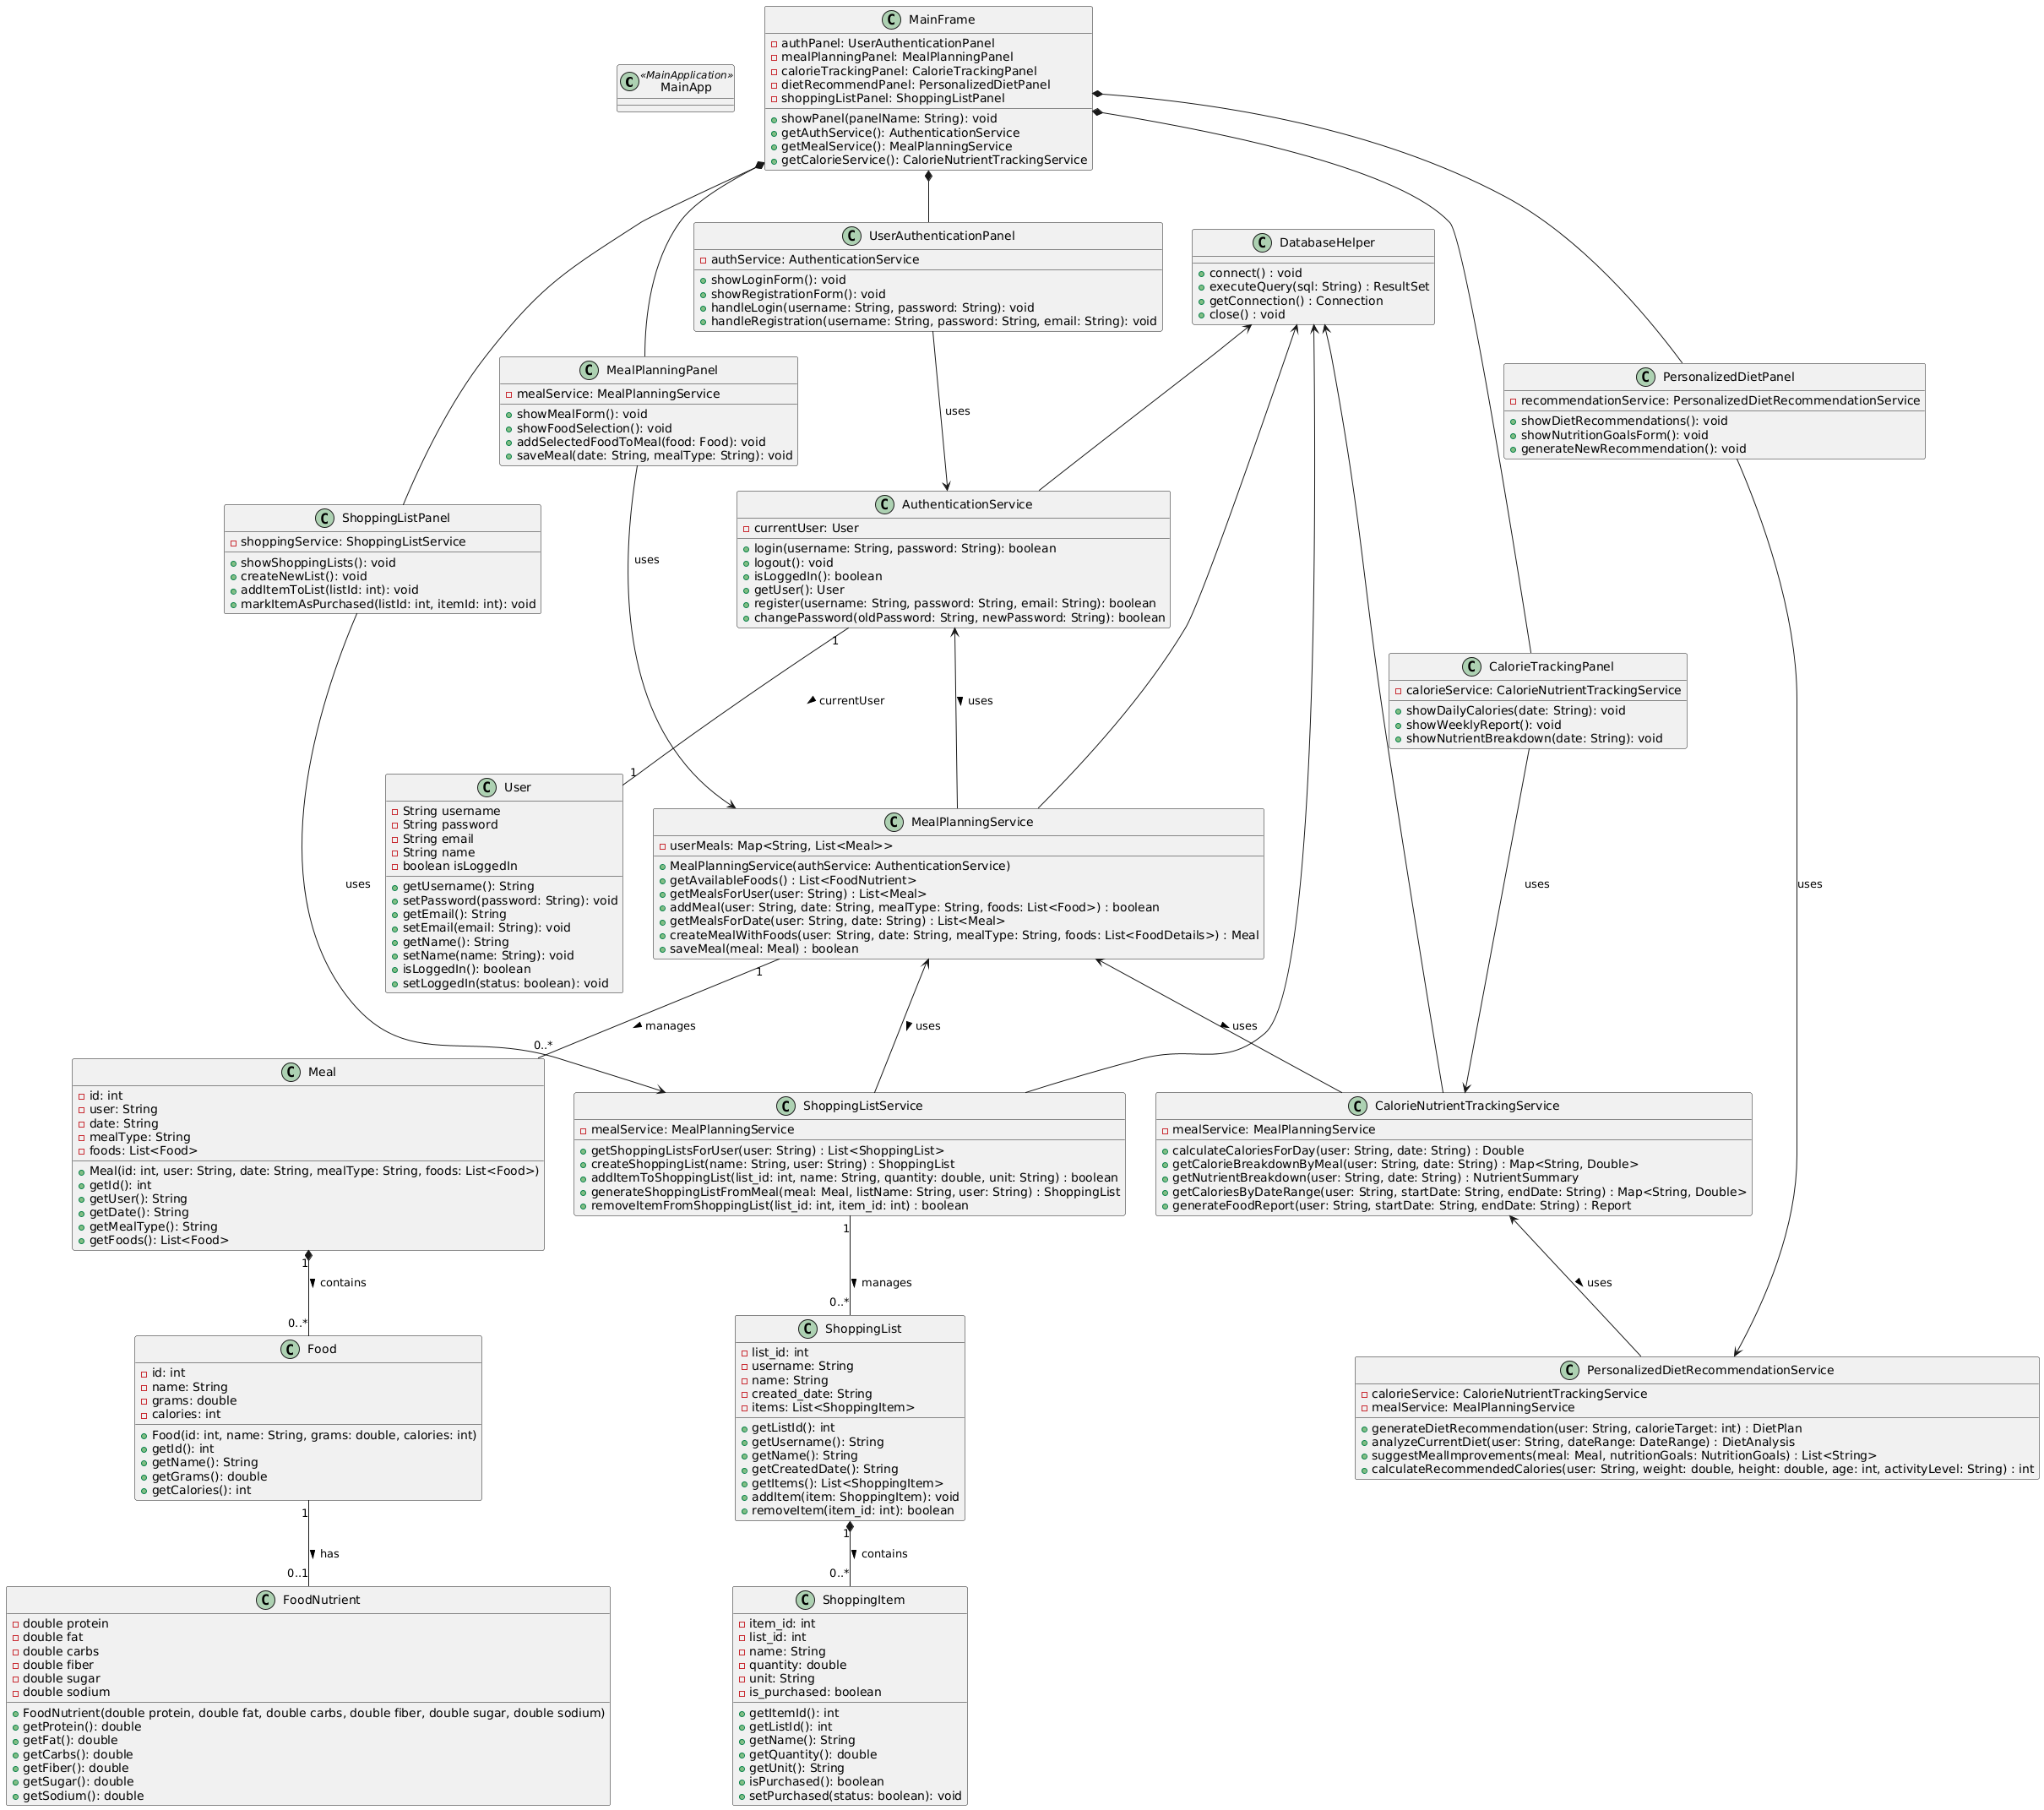 MainFrame
authPanel: UserAuthenticationPanel
mealPlanningPanel: MealPlanningPanel
calorieTrackingPanel: CalorieTrackingPanel
dietRecommendPanel: PersonalizedDietPanel
shoppingListPanel: ShoppingListPanel
showPanel(panelName: String): void
getAuthService(): AuthenticationService
getMealService(): MealPlanningService
getCalorieService(): CalorieNutrientTrackingService
C
«MainApplication»
MainApp
C
UserAuthenticationPanel
authService: AuthenticationService
showLoginForm(): void
showRegistrationForm(): void
handleLogin(username: String, password: String): void
handleRegistration(username: String, password: String, email: String): void
C
DatabaseHelper
connect() : void
executeQuery(sql: String) : ResultSet
getConnection() : Connection
close() : void
C
MealPlanningPanel
mealService: MealPlanningService
showMealForm(): void
showFoodSelection(): void
addSelectedFoodToMeal(food: Food): void
saveMeal(date: String, mealType: String): void
C
PersonalizedDietPanel
recommendationService: PersonalizedDietRecommendationService
showDietRecommendations(): void
showNutritionGoalsForm(): void
generateNewRecommendation(): void
C
uses
ShoppingListPanel
shoppingService: ShoppingListService
showShoppingLists(): void
createNewList(): void
addItemToList(listId: int): void
markItemAsPurchased(listId: int, itemId: int): void
C
uses
AuthenticationService
currentUser: User
login(username: String, password: String): boolean
logout(): void
isLoggedIn(): boolean
getUser(): User
register(username: String, password: String, email: String): boolean
changePassword(oldPassword: String, newPassword: String): boolean
C
1
currentUser
1
uses
CalorieTrackingPanel
calorieService: CalorieNutrientTrackingService
showDailyCalories(date: String): void
showWeeklyReport(): void
showNutrientBreakdown(date: String): void
C
User
String username
String password
String email
String name
boolean isLoggedIn
getUsername(): String
setPassword(password: String): void
getEmail(): String
setEmail(email: String): void
getName(): String
setName(name: String): void
isLoggedIn(): boolean
setLoggedIn(status: boolean): void
C
uses
MealPlanningService
userMeals: Map<String, List<Meal>>
MealPlanningService(authService: AuthenticationService)
getAvailableFoods() : List<FoodNutrient>
getMealsForUser(user: String) : List<Meal>
addMeal(user: String, date: String, mealType: String, foods: List<Food>) : boolean
getMealsForDate(user: String, date: String) : List<Meal>
createMealWithFoods(user: String, date: String, mealType: String, foods: List<FoodDetails>) : Meal
saveMeal(meal: Meal) : boolean
C
uses
uses
1
manages
0..*
uses
uses
Meal
id: int
user: String
date: String
mealType: String
foods: List<Food>
Meal(id: int, user: String, date: String, mealType: String, foods: List<Food>)
getId(): int
getUser(): String
getDate(): String
getMealType(): String
getFoods(): List<Food>
C
ShoppingListService
mealService: MealPlanningService
getShoppingListsForUser(user: String) : List<ShoppingList>
createShoppingList(name: String, user: String) : ShoppingList
addItemToShoppingList(list_id: int, name: String, quantity: double, unit: String) : boolean
generateShoppingListFromMeal(meal: Meal, listName: String, user: String) : ShoppingList
removeItemFromShoppingList(list_id: int, item_id: int) : boolean
C
CalorieNutrientTrackingService
mealService: MealPlanningService
calculateCaloriesForDay(user: String, date: String) : Double
getCalorieBreakdownByMeal(user: String, date: String) : Map<String, Double>
getNutrientBreakdown(user: String, date: String) : NutrientSummary
getCaloriesByDateRange(user: String, startDate: String, endDate: String) : Map<String, Double>
generateFoodReport(user: String, startDate: String, endDate: String) : Report
C
1
contains
0..*
1
manages
0..*
uses
Food
id: int
name: String
grams: double
calories: int
Food(id: int, name: String, grams: double, calories: int)
getId(): int
getName(): String
getGrams(): double
getCalories(): int
C
ShoppingList
list_id: int
username: String
name: String
created_date: String
items: List<ShoppingItem>
getListId(): int
getUsername(): String
getName(): String
getCreatedDate(): String
getItems(): List<ShoppingItem>
addItem(item: ShoppingItem): void
removeItem(item_id: int): boolean
C
PersonalizedDietRecommendationService
calorieService: CalorieNutrientTrackingService
mealService: MealPlanningService
generateDietRecommendation(user: String, calorieTarget: int) : DietPlan
analyzeCurrentDiet(user: String, dateRange: DateRange) : DietAnalysis
suggestMealImprovements(meal: Meal, nutritionGoals: NutritionGoals) : List<String>
calculateRecommendedCalories(user: String, weight: double, height: double, age: int, activityLevel: String) : int
C
1
has
0..1
1
contains
0..*
FoodNutrient
double protein
double fat
double carbs
double fiber
double sugar
double sodium
FoodNutrient(double protein, double fat, double carbs, double fiber, double sugar, double sodium)
getProtein(): double
getFat(): double
getCarbs(): double
getFiber(): double
getSugar(): double
getSodium(): double
C
ShoppingItem
item_id: int
list_id: int
name: String
quantity: double
unit: String
is_purchased: boolean
getItemId(): int
getListId(): int
getName(): String
getQuantity(): double
getUnit(): String
isPurchased(): boolean
setPurchased(status: boolean): void
C